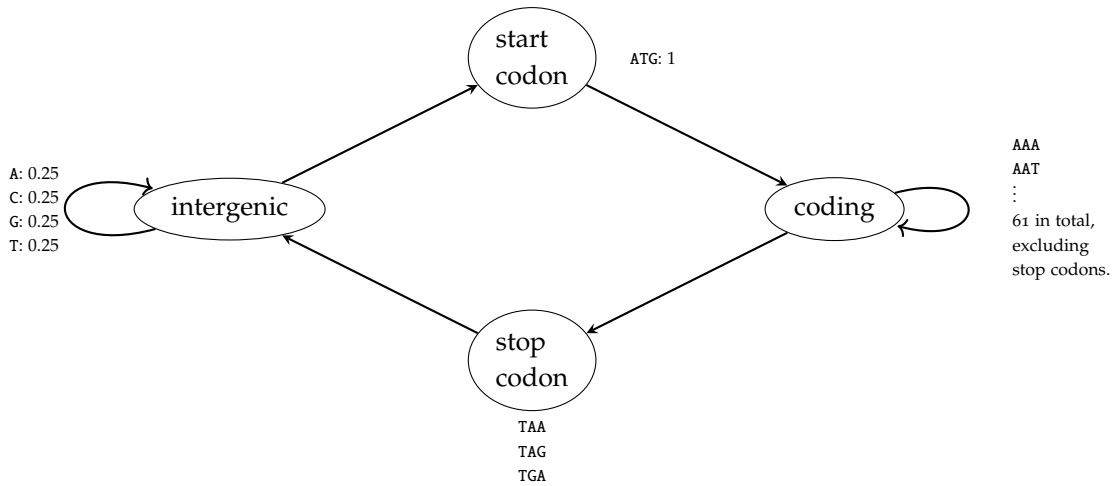 start
codon
ATG: 1
A: 0.25
C: 0.25
G: 0.25
T: 0.25
intergenic
coding
AAA
AAT
⋮
61 in total,
excluding
stop codons.
stop
codon
TAA
TAG
TGA